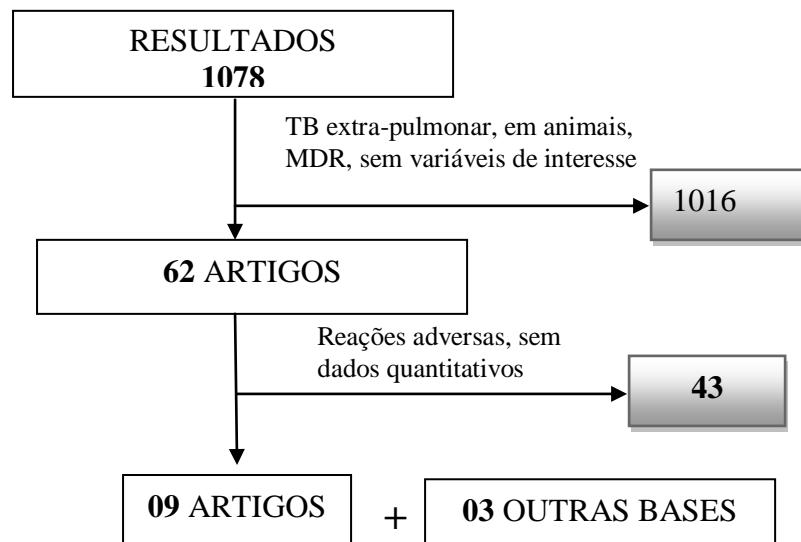 RESULTADOS
1078
TB extra-pulmonar, em animais,
MDR, sem variáveis de interesse
1016
62 ARTIGOS
Reações adversas, sem
dados quantitativos
43
09 ARTIGOS
+
03 OUTRAS BASES